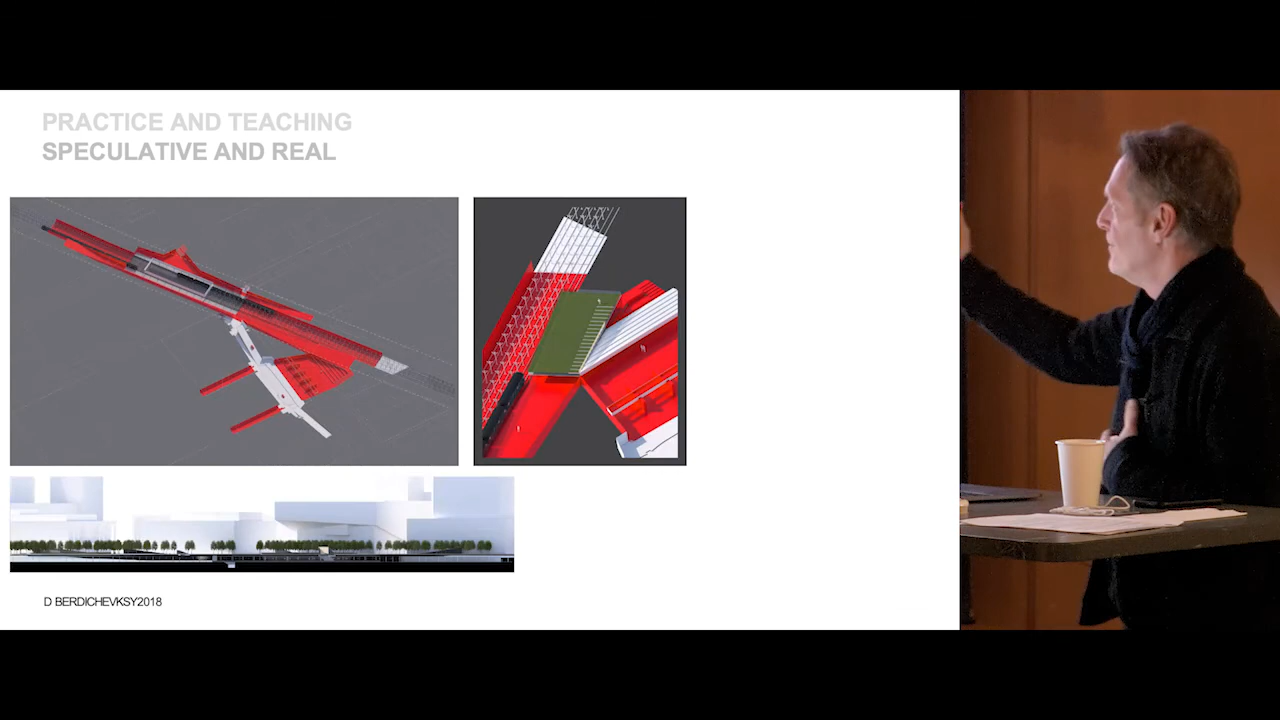 PRACTICE AND TEACHING
SPECULATIVE AND REAL
D BERDICHEVKSY2018